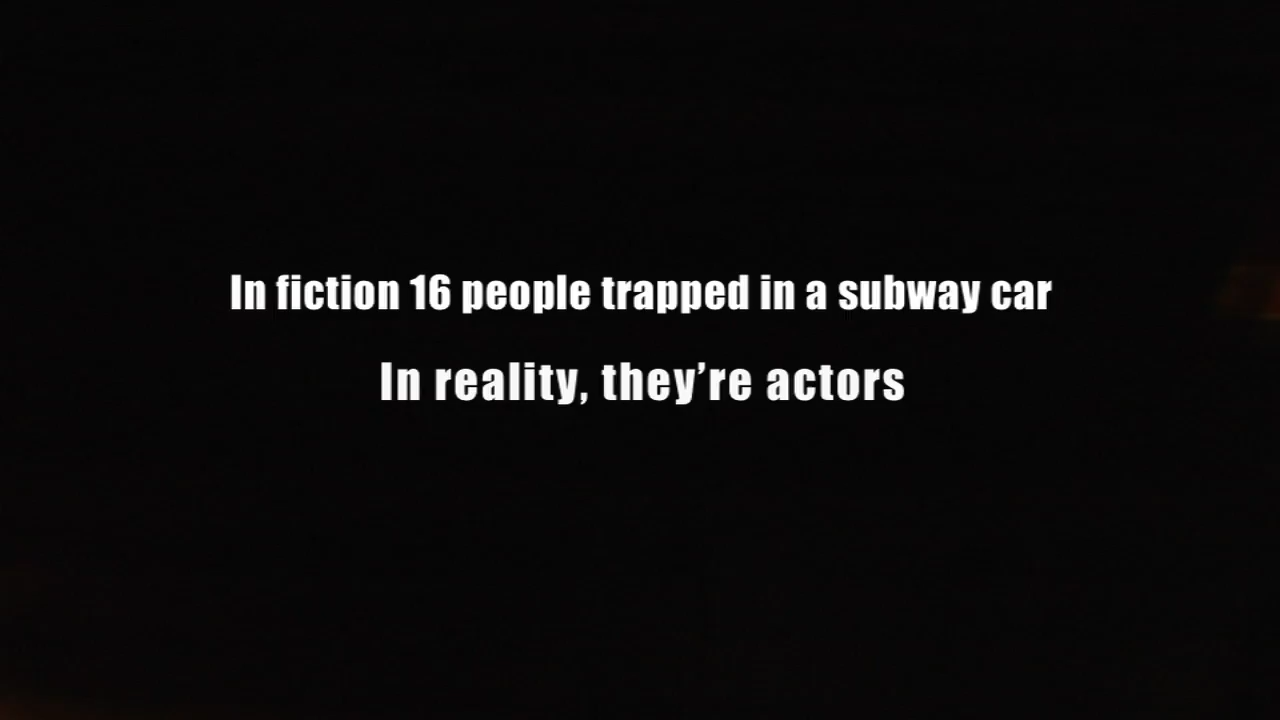 In fiction 16 people trapped in a subway car
In reality, they’re actors